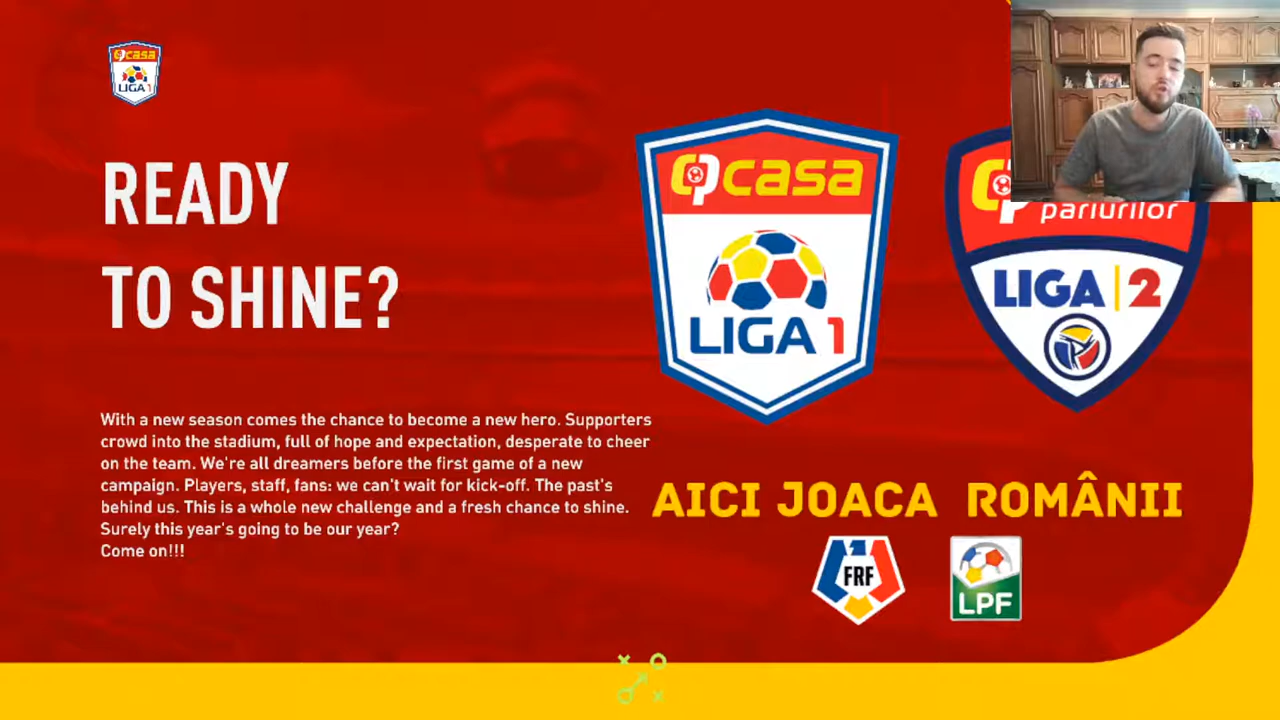 casa
LIGA 1
READY
TO SHINE?
With a new season comes the chance to become a new hero. Supporters
crowd into the stadium, full of hope and expectation, desperate to cheer
on the team. We're all dreamers before the first game of a new
campaign. Players, staff, fans: we can't wait for kick-off. The past's
behind us. This is a whole new challenge and a fresh chance to shine.
Surely this year's going to be our year?
Come on!!!
casa
LIGA 1
pariurilor
LIGA 2
AICI JOACA ROMÂNII
FRF
LPF